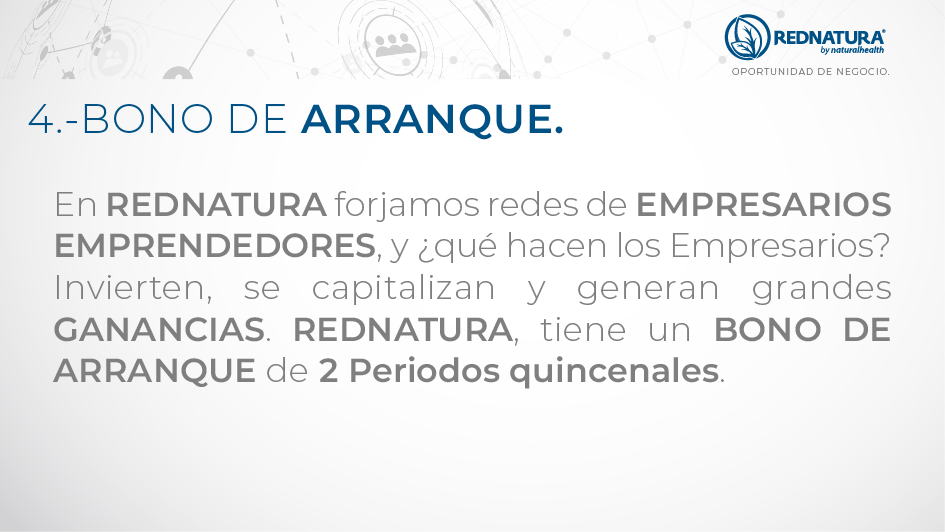 REDNATURA®
by naturalhealth
OPORTUNIDAD DE NEGOCIO.
4.-BONO DE ARRANQUE.
En REDNATURA forjamos redes de EMPRESARIOS
EMPRENDEDORES, y ¿qué hacen los Empresarios?
Invierten, se capitalizan y generan grandes
GANANCIAS. REDNATURA, tiene un BONO DE
ARRANQUE de 2 Periodos quincenales.